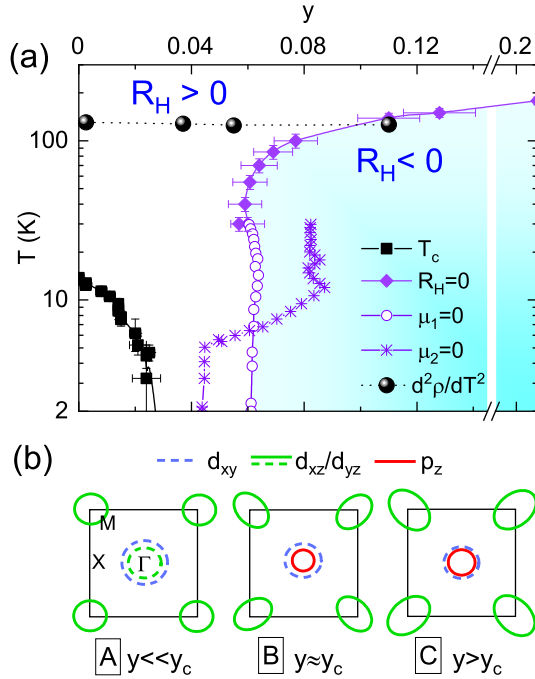 y
0 0.04 0.08 0.12 0.2
(a)
R_H > 0
100
R_H < 0
T (K)
10
2
T_c
R_H=0
μ_1=0
μ_2=0
d²ρ/dT²
(b)
d_xy d_xz/d_yz p_z
M
X Γ
A y<<y_c B y≈y_c C y>y_c